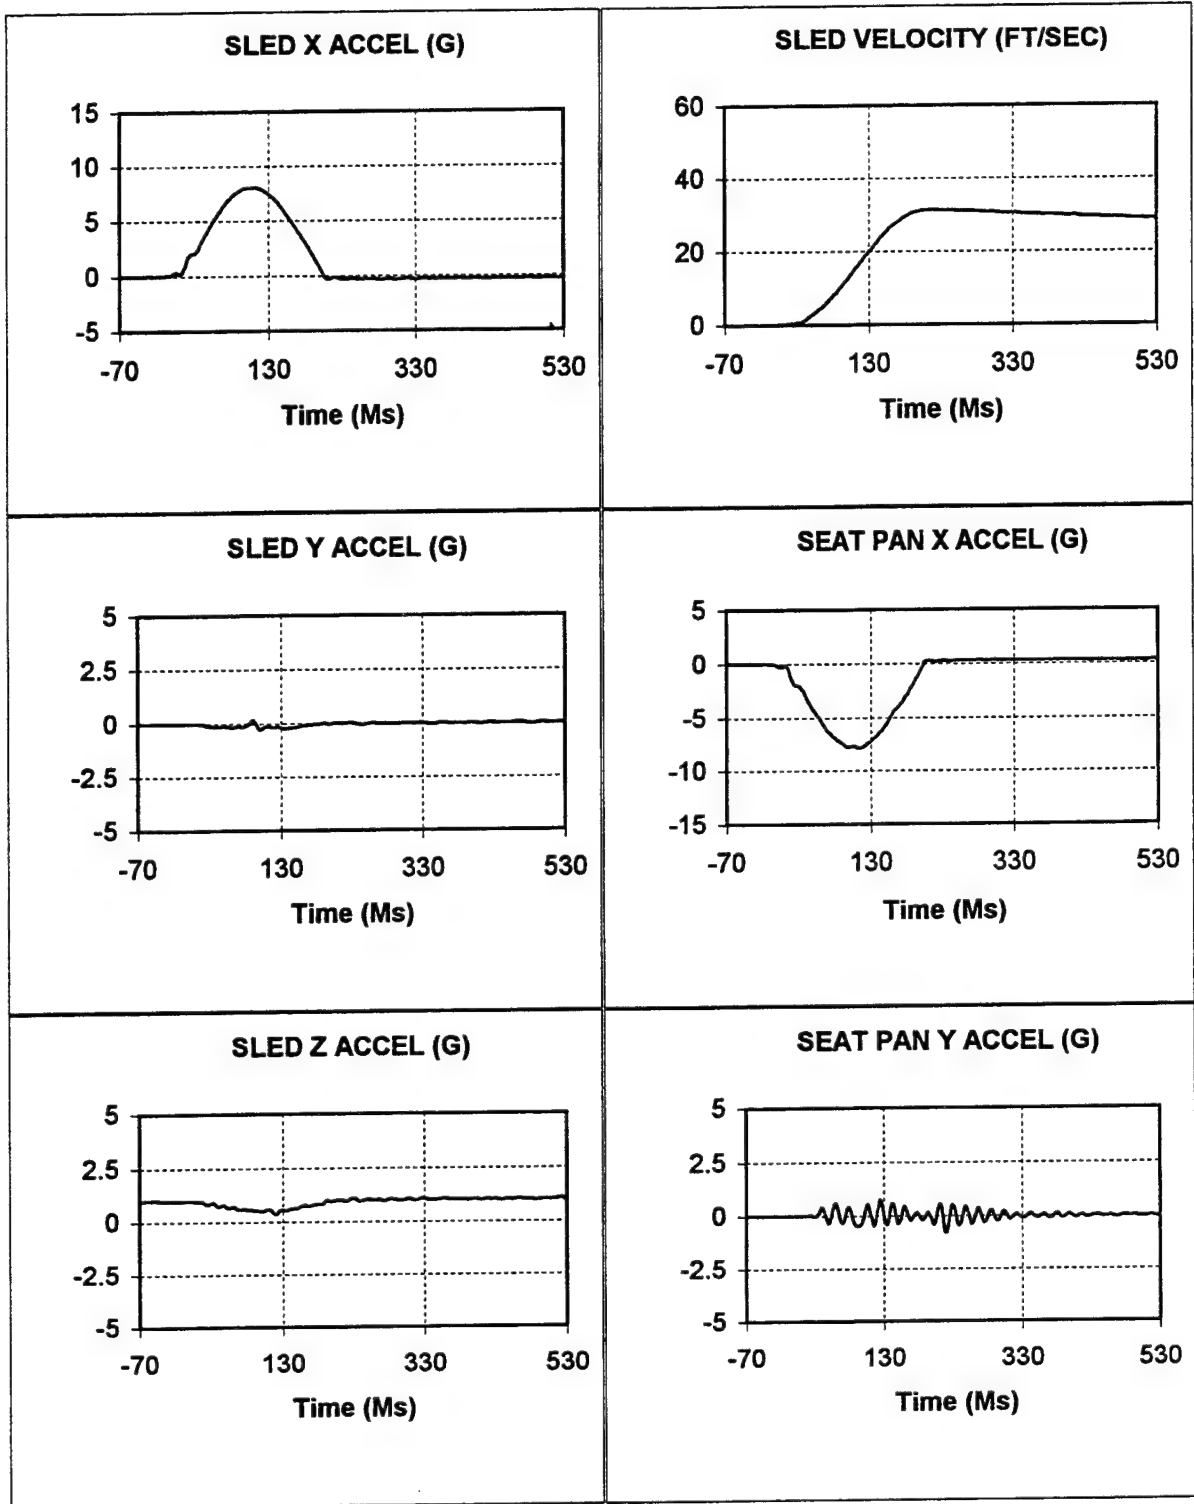 SLED X ACCEL (G)
15
10
5
0
-5
-70 130 330 530
Time (Ms)
SLED VELOCITY (FT/SEC)
60
40
20
0
-70 130 330 530
Time (Ms)
SLED Y ACCEL (G)
5
2.5
0
-2.5
-5
-70 130 330 530
Time (Ms)
SEAT PAN X ACCEL (G)
5
0
-5
-10
-15
-70 130 330 530
Time (Ms)
SLED Z ACCEL (G)
5
2.5
0
-2.5
-5
-70 130 330 530
Time (Ms)
SEAT PAN Y ACCEL (G)
5
2.5
0
-2.5
-5
-70 130 330 530
Time (Ms)